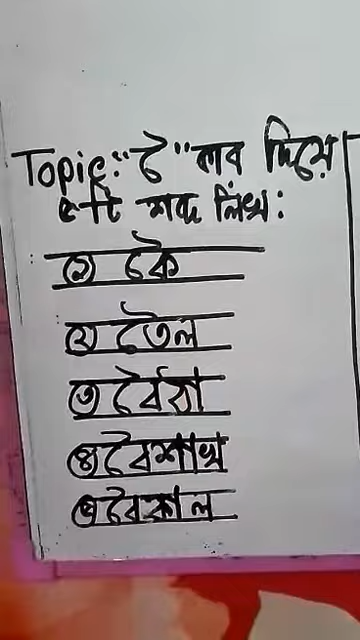 Topic: "ৈ" কার দিয়ে
৫টি শব্দ লিখ:
১ কৈ
২ তৈল
৩ বৈঠা
৪ বৈশাখ
৫ বৈকাল